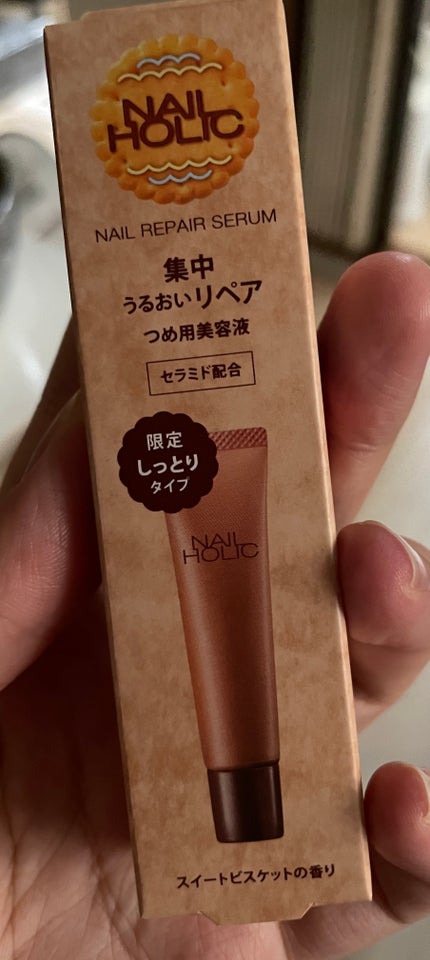 NAIL
HOLIC
NAIL REPAIR SERUM
集中
うるおいリペア
つめ用美容液
セラミド配合
限定
しっとり
タイプ
NAIL
HOLIC
スイートビスケットの香り